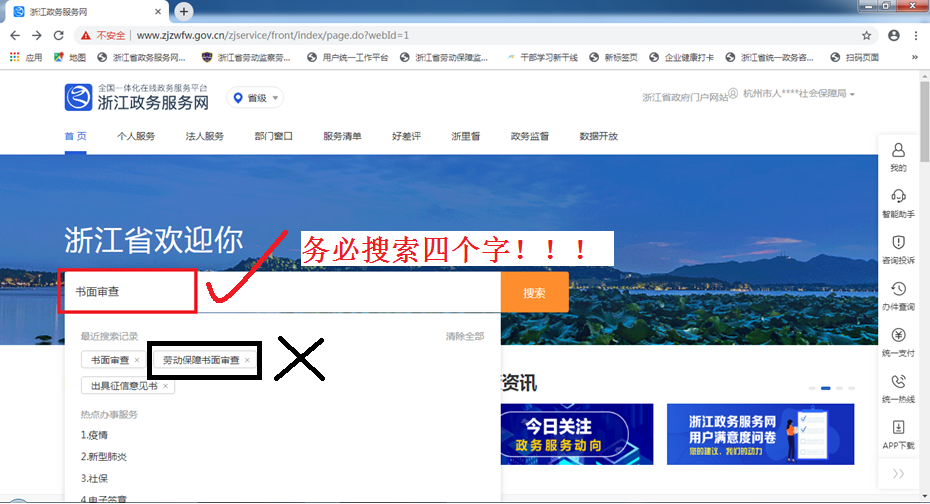 浙江政务服务网
不安全 | www.zjzwfw.gov.cn/zjservice/front/index/page.do?webId=1
应用 地图 浙江省政务服务网... 浙江省劳动监察劳... 用户统一工作平台 浙江省劳动保障监... 干部学习新干线 新标签页 企业健康打卡 浙江省统一政务咨... 扫码页面 »
全国一体化在线政务服务平台
浙江政务服务网
省级
浙江省政府门户网站 杭州市人****社会保障局
首页 个人服务 法人服务 部门窗口 服务清单 好差评 浙里督 政务监督 数据开放
我的
智能助手
咨询投诉
办件查询
统一支付
统一热线
APP下载
浙江省欢迎你
务必搜索四个字！！！
书面审查
搜索
最近搜索记录 清除全部
书面审查 × 劳动保障书面审查 ×
出具征信意见书 ×
热点办事服务
1.疫情
2.新型肺炎
3.社保
4.电子签章
资讯
今日关注
政务服务动向
浙江政务服务网
用户满意度问卷
您的建议，我们的动力